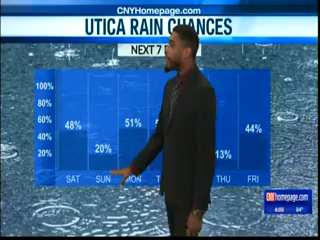 CNYHomepage.com
UTICA RAIN CHANCES
NEXT 7 D
100%
80%
60%
40%
20%
48%
20%
51%
13%
44%
SAT SUN MON T THU FRI
CNYhomepage.com
64°